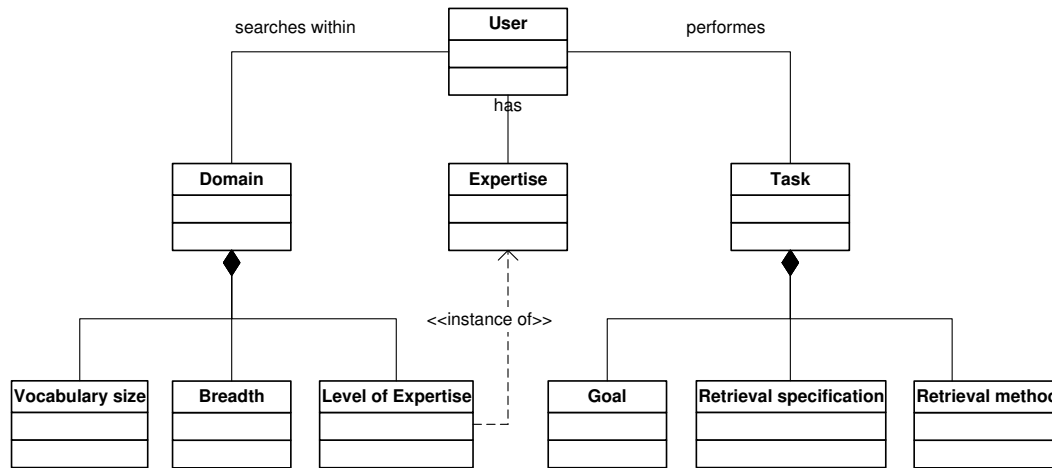 User
searches within
performes
has
Domain
Expertise
Task
<<instance of>>
Vocabulary size
Breadth
Level of Expertise
Goal
Retrieval specification
Retrieval method